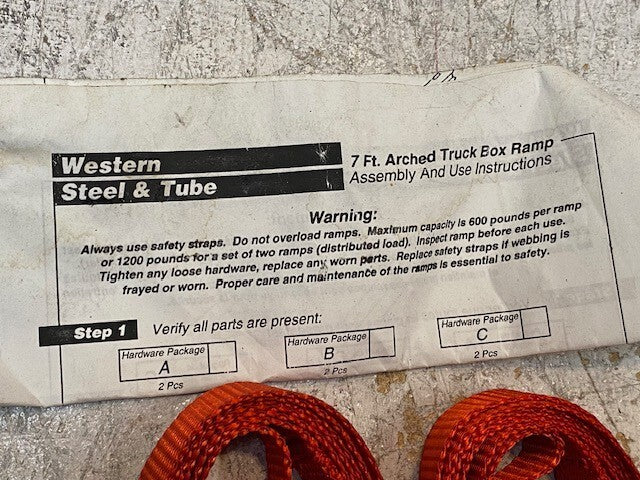 Western
Steel & Tube
7 Ft. Arched Truck Box Ramp
Assembly And Use Instructions
Warning:
Always use safety straps. Do not overload ramps. Maximum capacity is 600 pounds per ramp
or 1200 pounds for a set of two ramps (distributed load). Inspect ramp before each use.
Tighten any loose hardware, replace any worn parts. Replace safety straps if webbing is
frayed or worn. Proper care and maintenance of the ramps is essential to safety.
Step 1 Verify all parts are present:
Hardware Package
A
2 Pcs
Hardware Package
B
2 Pcs
Hardware Package
C
2 Pcs